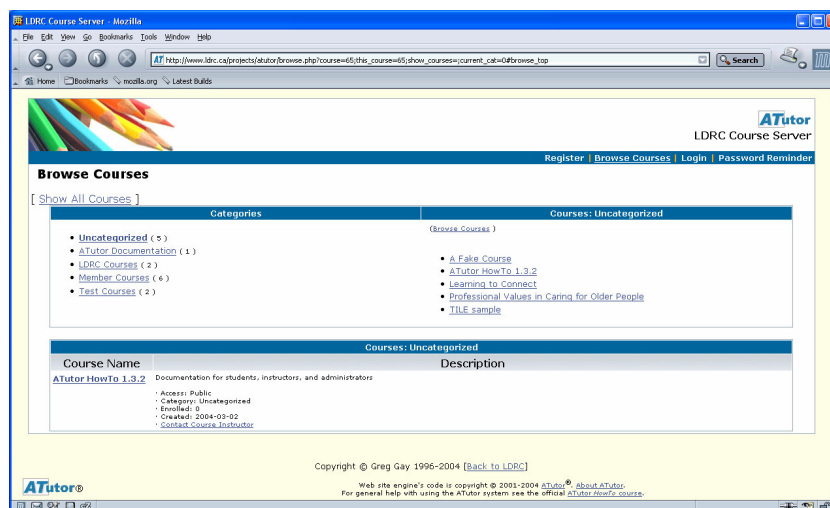 LDRC Course Server - Mozilla
File Edit View Go Bookmarks Tools Window Help
AT http://www.ldrc.ca/projects/atutor/browse.php?course=65;this_course=65;show_courses=;current_cat=0#browse_top
Search
Home Bookmarks mozilla.org Latest Builds
ATutor
LDRC Course Server
Register | Browse Courses | Login | Password Reminder
Browse Courses
[ Show All Courses ]
Categories
• Uncategorized ( 5 )
• ATutor Documentation ( 1 )
• LDRC Courses ( 2 )
• Member Courses ( 6 )
• Test Courses ( 2 )
Courses: Uncategorized
(Browse Courses )
• A Fake Course
• ATutor HowTo 1.3.2
• Learning to Connect
• Professional Values in Caring for Older People
• TILE sample
Courses: Uncategorized
Course Name Description
ATutor HowTo 1.3.2 Documentation for students, instructors, and administrators
· Access: Public
· Category: Uncategorized
· Enrolled: 0
· Created: 2004-03-02
· Contact Course Instructor
Copyright © Greg Gay 1996-2004 [Back to LDRC]
ATutor®
Web site engine's code is copyright © 2001-2004 ATutor®. About ATutor.
For general help with using the ATutor system see the official ATutor HowTo course.